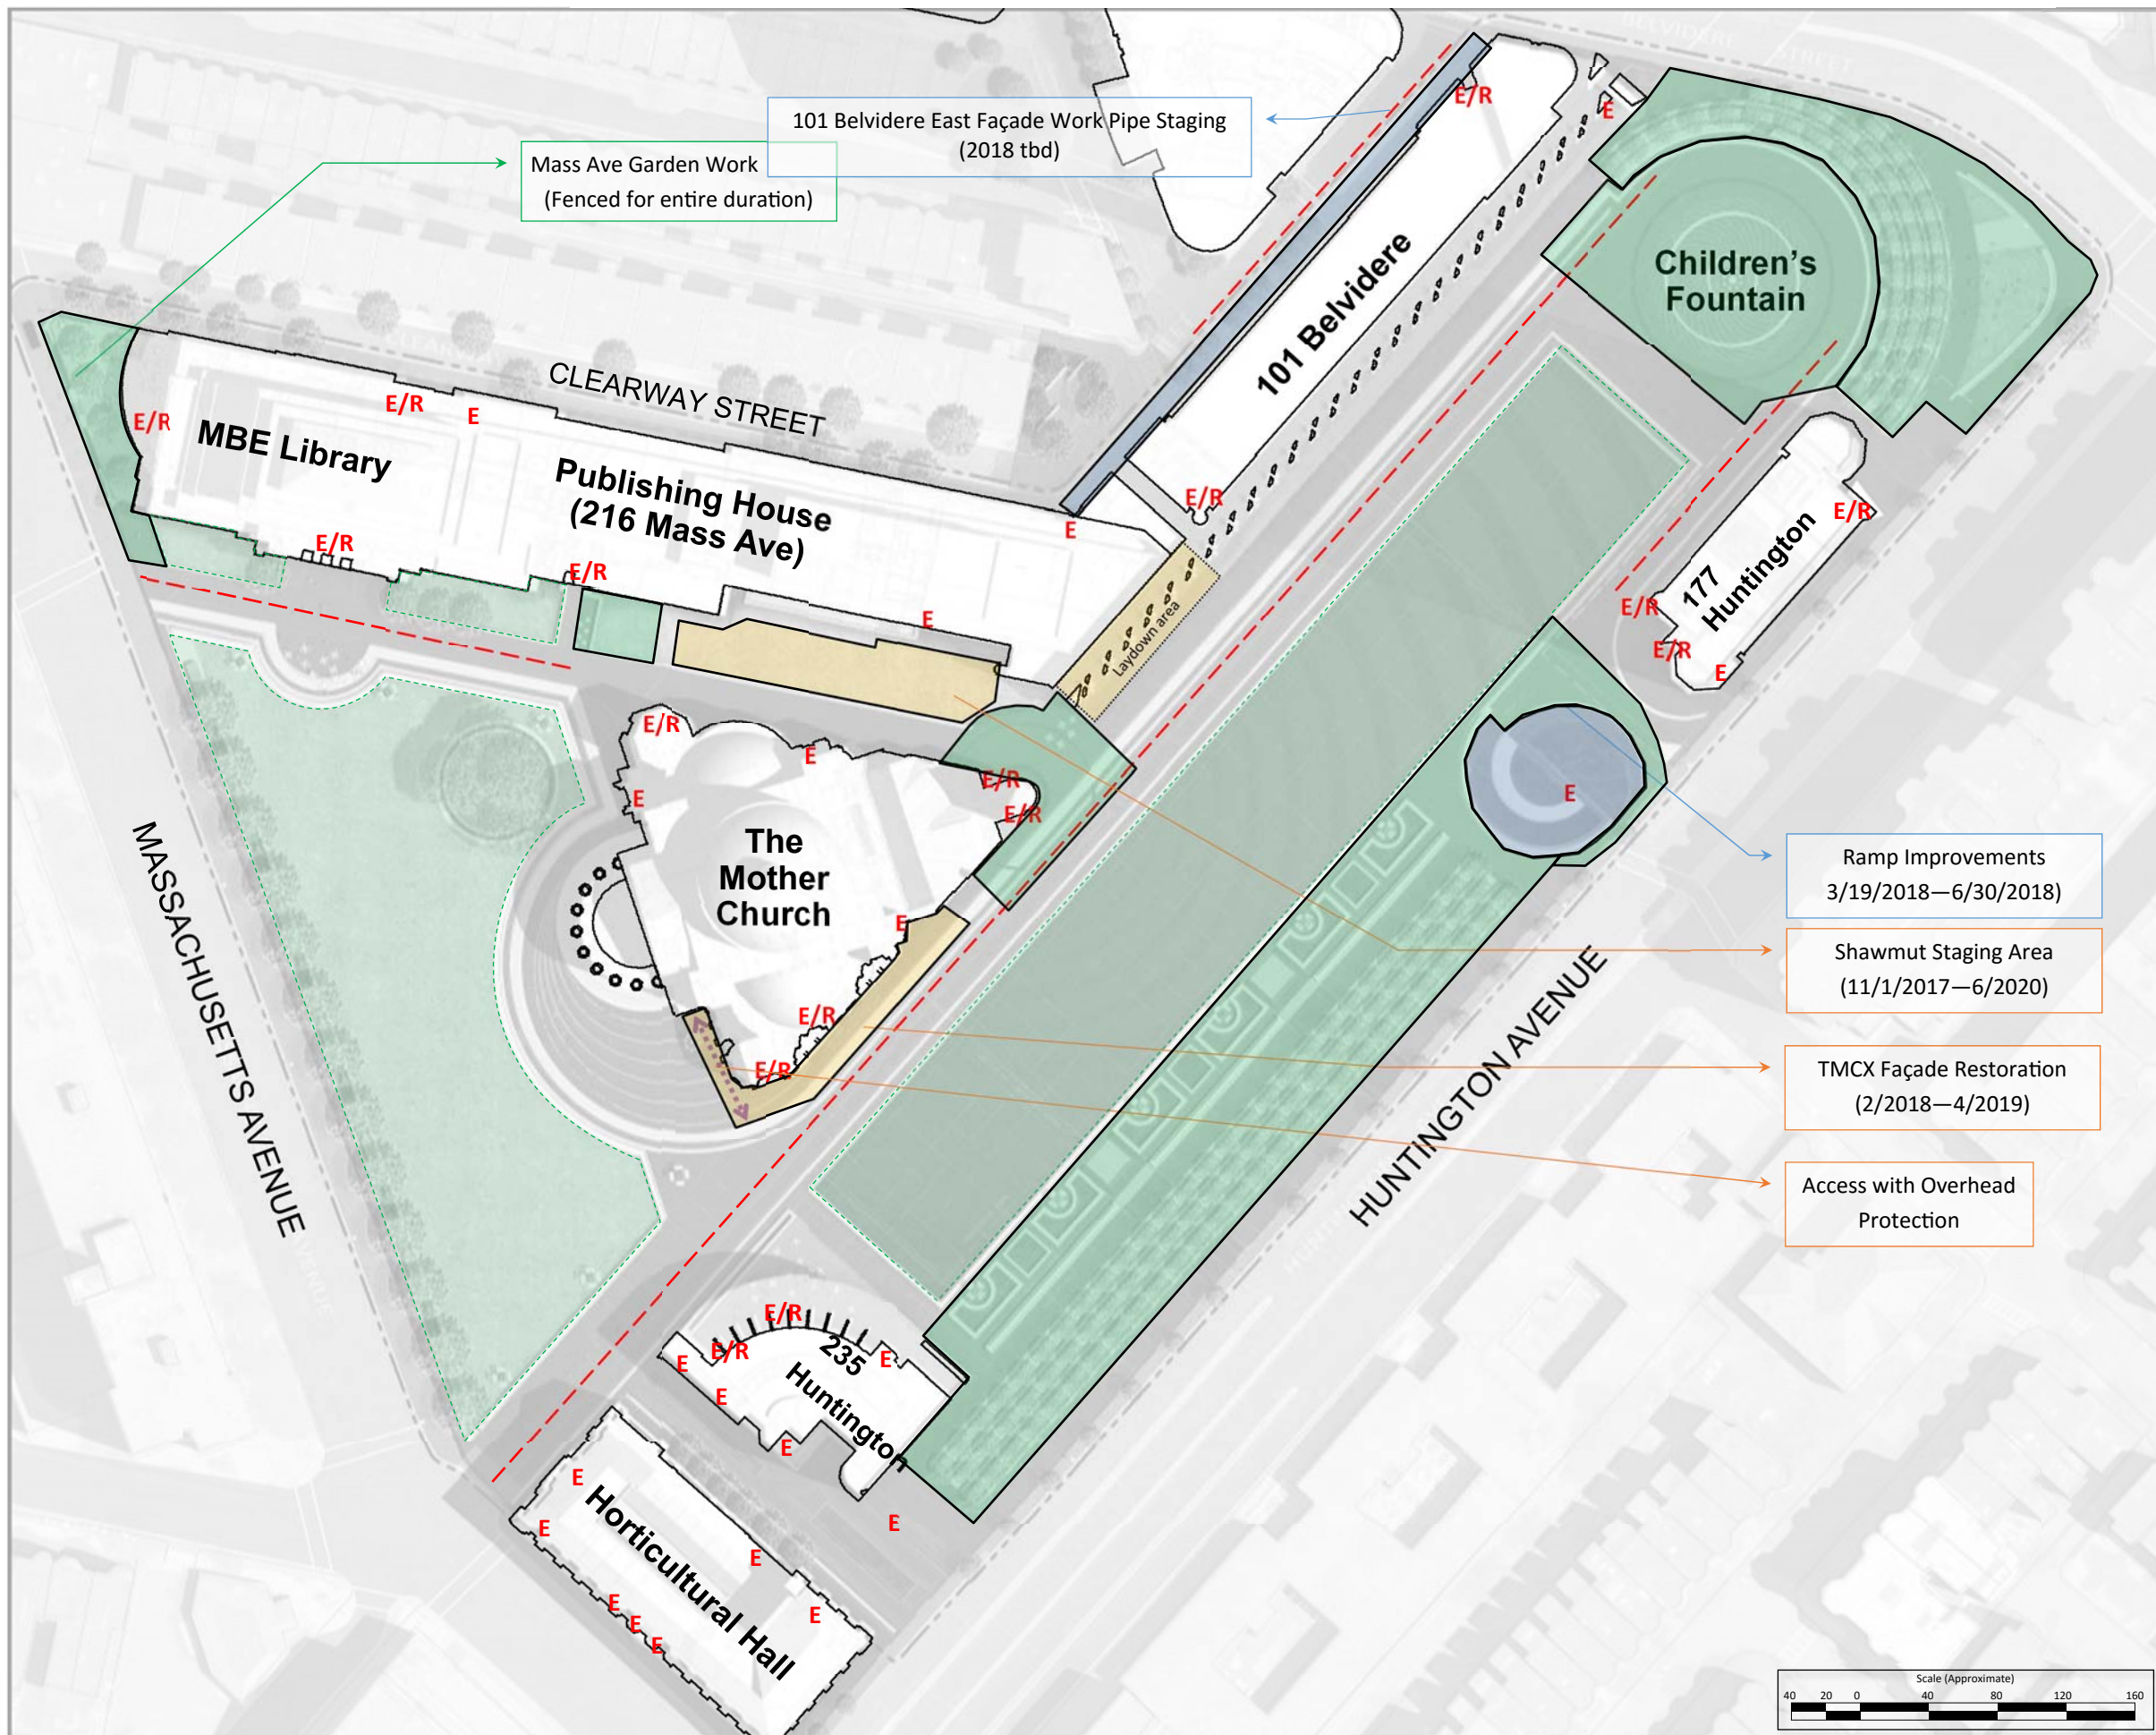 BELVIDERE
STREET
101 Belvidere East Façade Work Pipe Staging
(2018 tbd)
Mass Ave Garden Work
(Fenced for entire duration)
E/R
E
Children's
Fountain
101 Belvidere
CLEARWAY STREET
E/R
E
E/R
MBE Library
Publishing House
(216 Mass Ave)
E/R
E
E/R
E/R
E/R
E
Laydown area
177
Huntington
E/R
E/R
E/R
E
E/R
E
E
E/R
E/R
The
Mother
Church
E
E
E/R
E/R
MASSACHUSETTS AVENUE
HUNTINGTON AVENUE
Ramp Improvements
3/19/2018—6/30/2018)
Shawmut Staging Area
(11/1/2017—6/2020)
TMCX Façade Restoration
(2/2018—4/2019)
Access with Overhead
Protection
AVENUE
E/R
E/R
E
E
E
E
235
Huntington
E
E
E
E
E
E
E
E
Horticultural Hall
Scale (Approximate)
40 20 0 40 80 120 160